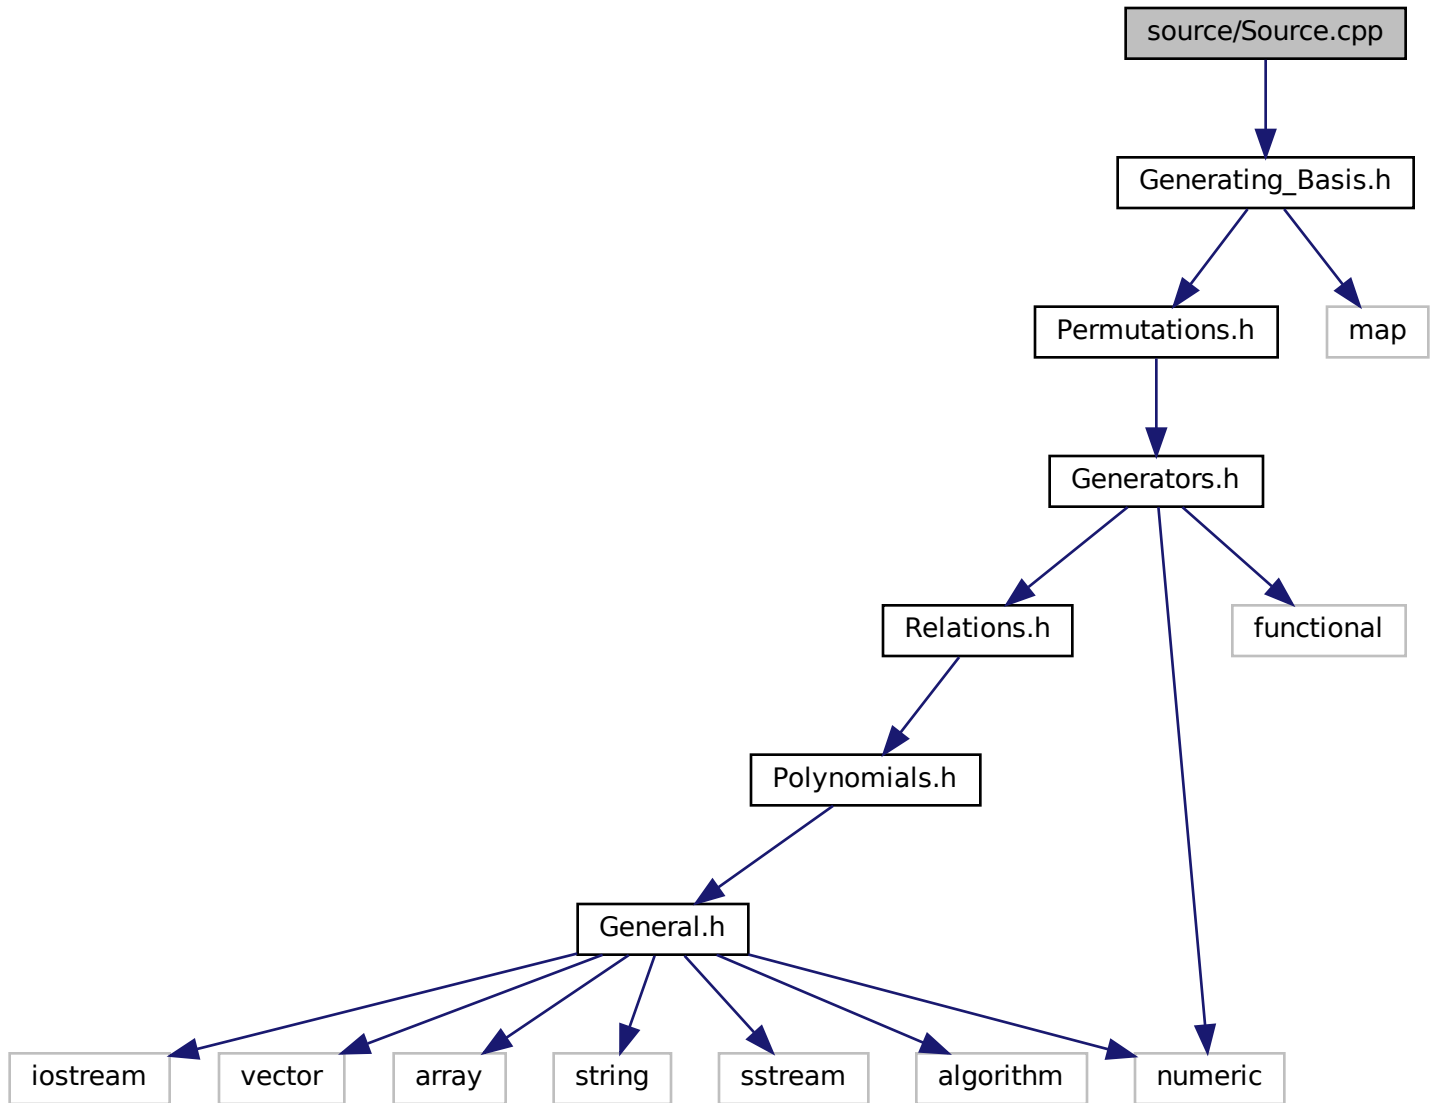 source/Source.cpp
Generating_Basis.h
Permutations.h
map
Generators.h
Relations.h
functional
Polynomials.h
General.h
iostream
vector
array
string
sstream
algorithm
numeric